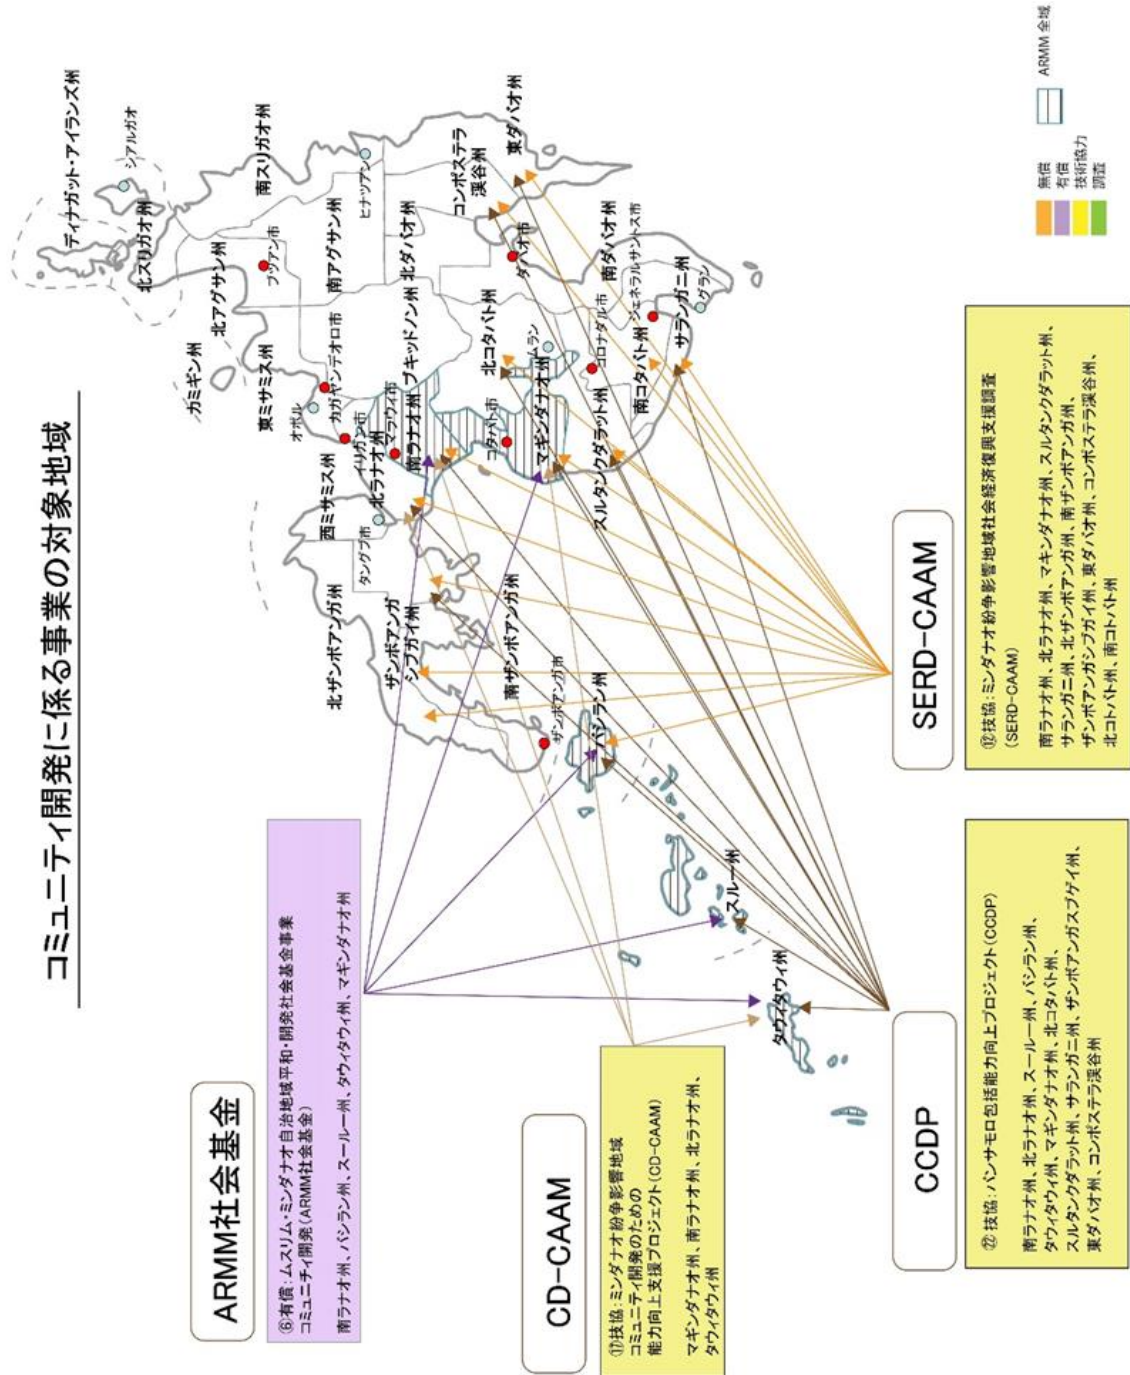 コミュニティ開発に係る事業の対象地域
ARMM社会基金
⑥有償：ムスリム・ミンダナオ自治地域平和・開発社会基金事業
コミュニティ開発(ARMM社会基金)
南ラナオ州、バシラン州、スールー州、タウィタウィ州、マギンダナオ州
CD-CAAM
⑰技協：ミンダナオ紛争影響地域
コミュニティ開発のための
能力向上支援プロジェクト(CD-CAAM)
マギンダナオ州、南ラナオ州、北ラナオ州、
タウィタウィ州
CCDP
㉒技協：バンサモロ包括能力向上プロジェクト(CCDP)
南ラナオ州、北ラナオ州、スールー州、バシラン州、
タウィタウィ州、マギンダナオ州、北コタバト州、
スルタンクダラット州、サランガニ州、ザンボアンガスブゲイ州、
東ダバオ州、コンポステラ渓谷州
SERD-CAAM
⑫技協：ミンダナオ紛争影響地域社会経済復興支援調査
(SERD-CAAM)
南ラナオ州、北ラナオ州、マキンダナオ州、スルタンクダラット州、
サランガニ州、北ザンボアンガ州、南ザンボアンガ州、
ザンボアンガシブガイ州、東ダバオ州、コンポステラ渓谷州、
北コトバト州、南コトバト州
ディナガット・アイランズ州
シアルガオ
北スリガオ州
南スリガオ州
カミギン州
北アグサン州
ブツアン市
南アグサン州
ヒナツアン
東ミサミス州
オポル
カガヤンデオロ市
イリガン市
マラウィ市
北ラナオ州
南ラナオ州
ブキッドノン州
北ダバオ州
コンポステラ
渓谷州
東ダバオ州
西ミサミス州
タングブ市
北ザンボアンガ州
ザンボアンガ
シブガイ州
南ザンボアンガ州
ザンボアンガ市
コタバト市
マギンダナオ州
北コタバト州
ムラン
ダバオ市
南ダバオ州
スルタンクダラット州
コロナダル市
南コタバト州
ジェネラルサントス市
サランガニ州
グラン
バシラン州
スルー州
タウィタウィ州
無償
有償
技術協力
調査
ARMM 全域